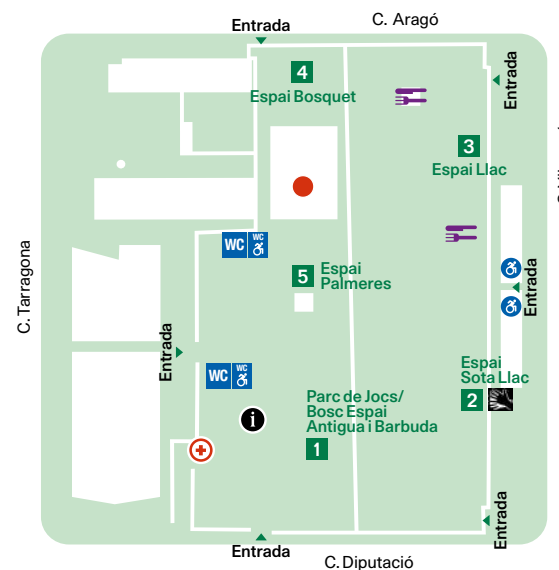 Entrada
C. Aragó
4
Espai Bosquet
Entrada
3
Espai Llac
WC
WC
5
Espai
Palmeres
C. Tarragona
Entrada
Entrada
WC
WC
Espai
Sota Llac
2
Parc de Jocs/
Bosc Espai
Antigua i Barbuda
i
1
Entrada
Entrada
C. Diputació